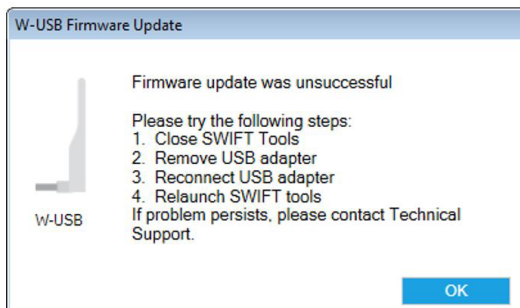 W-USB Firmware Update
Firmware update was unsuccessful
Please try the following steps:
1. Close SWIFT Tools
2. Remove USB adapter
3. Reconnect USB adapter
4. Relaunch SWIFT tools
If problem persists, please contact Technical
Support.
W-USB
OK